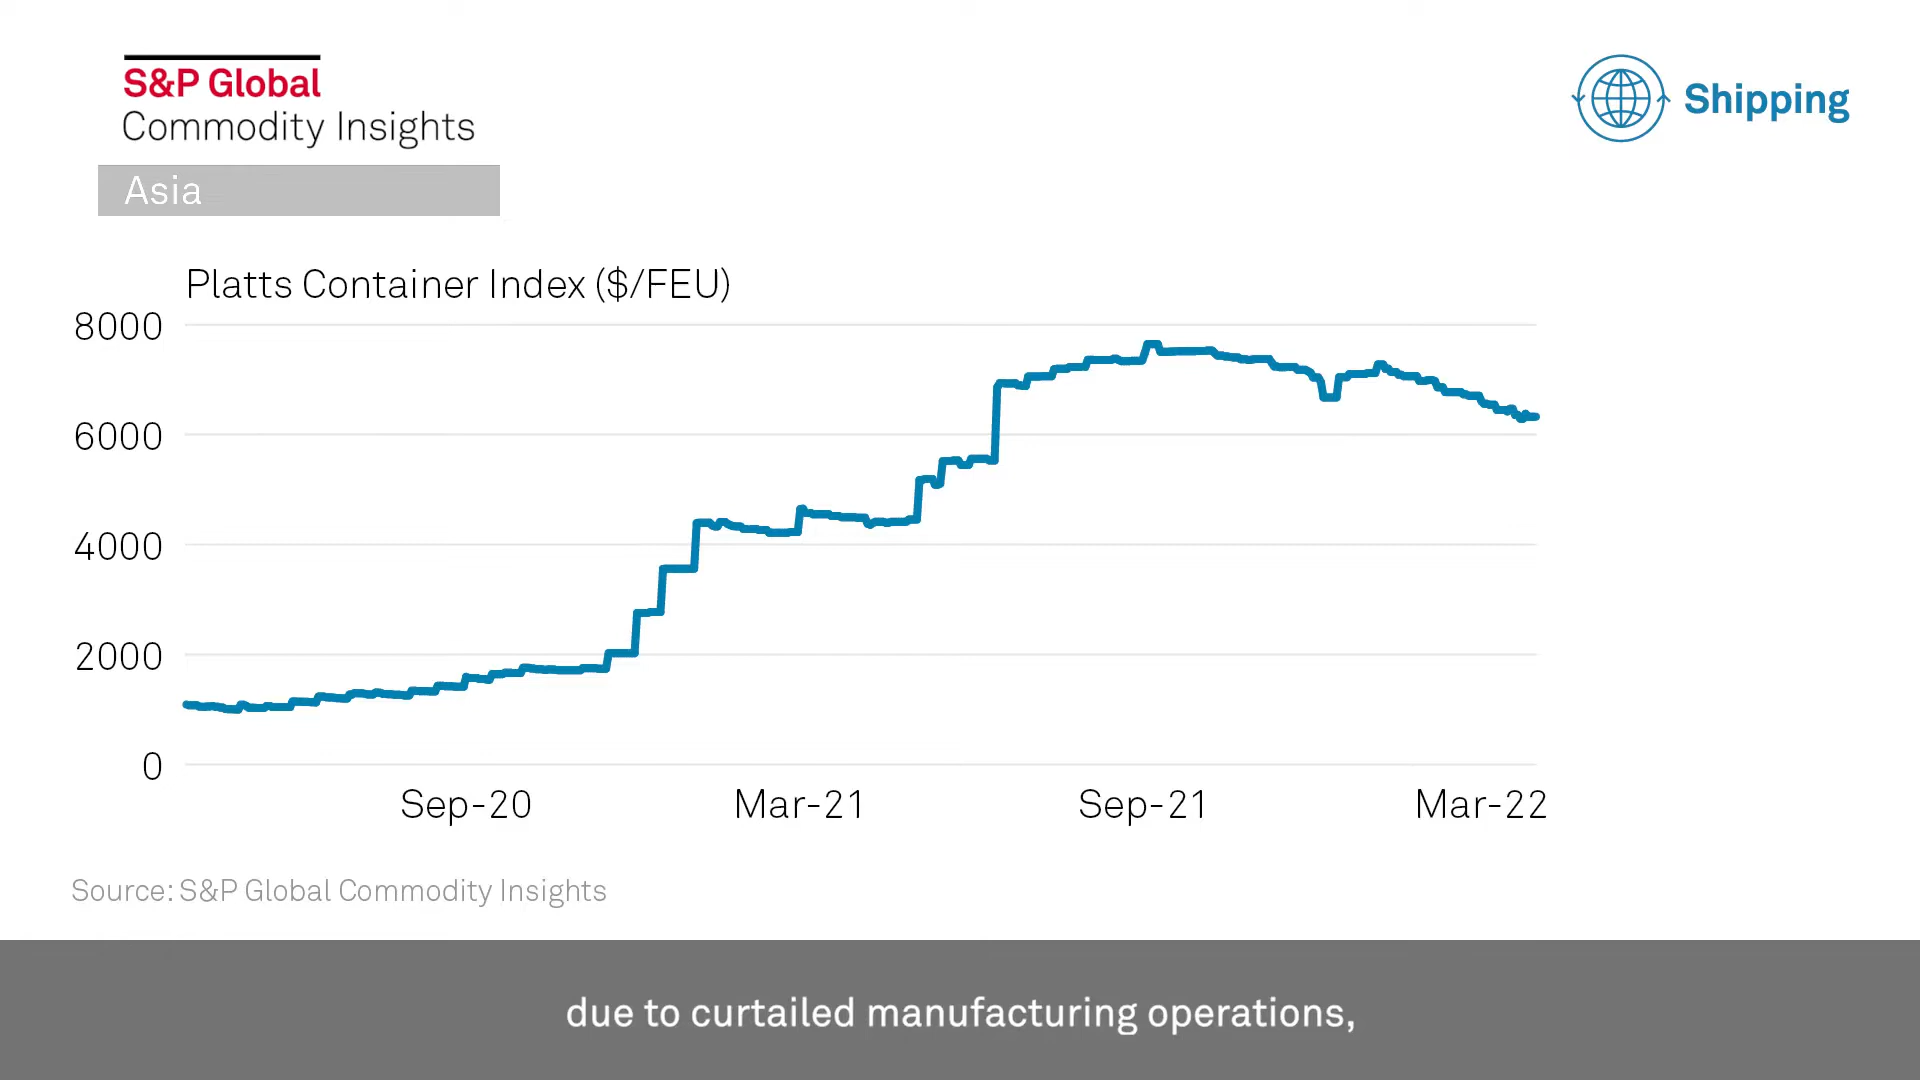 S&P Global
Commodity Insights
Shipping
Asia
Platts Container Index ($/FEU)
8000
6000
4000
2000
0
Sep-20
Mar-21
Sep-21
Mar-22
Source: S&P Global Commodity Insights
due to curtailed manufacturing operations,